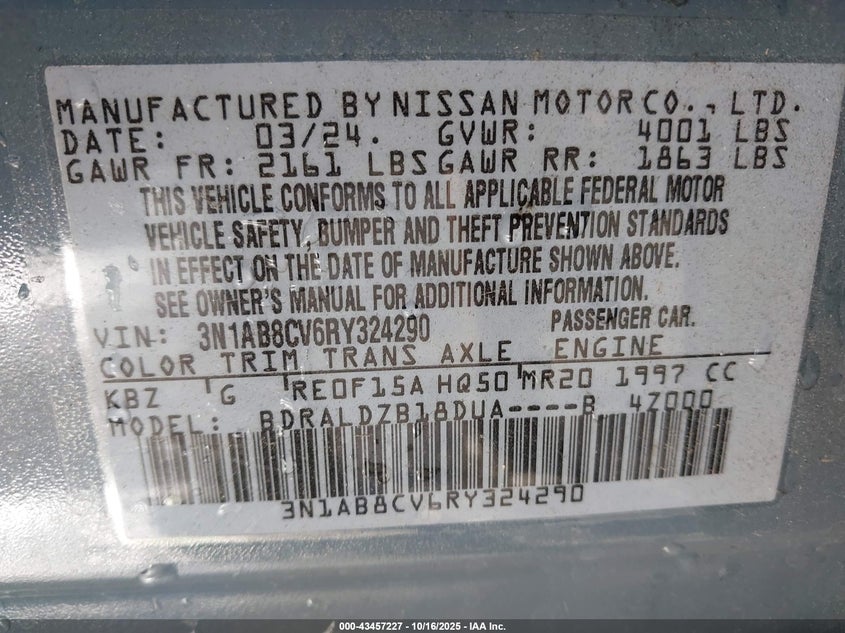 MANUFACTURED BY NISSAN MOTOR CO., LTD.
DATE: 03/24. GVWR: 4001 LBS
GAWR FR: 2161 LBS GAWR RR: 1863 LBS
THIS VEHICLE CONFORMS TO ALL APPLICABLE FEDERAL MOTOR
VEHICLE SAFETY, BUMPER AND THEFT PREVENTION STANDARDS
IN EFFECT ON THE DATE OF MANUFACTURE SHOWN ABOVE.
SEE OWNER'S MANUAL FOR ADDITIONAL INFORMATION.
VIN: 3N1AB8CV6RY324290 PASSENGER CAR.
COLOR TRIM TRANS AXLE ENGINE
KBZ G RE0F15A HQ50 MR20 1997 CC
MODEL: BDRALDZB18DUA----B 4Z000
3N1AB8CV6RY324290
000-43457227 - 10/16/2025 - IAA Inc.